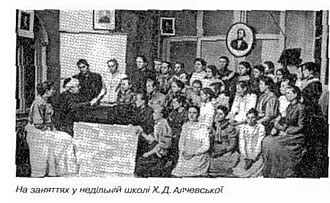 На заняттях у недільній школі Х. Д. Алчевської